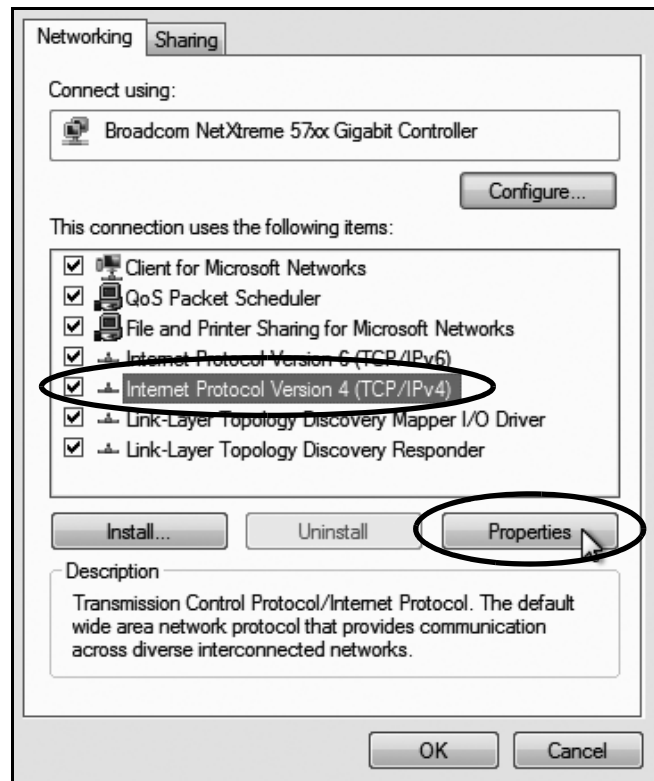 Networking Sharing
Connect using:
Broadcom NetXtreme 57xx Gigabit Controller
Configure...
This connection uses the following items:
Client for Microsoft Networks
QoS Packet Scheduler
File and Printer Sharing for Microsoft Networks
Internet Protocol Version 6 (TCP/IPv6)
Internet Protocol Version 4 (TCP/IPv4)
Link-Layer Topology Discovery Mapper I/O Driver
Link-Layer Topology Discovery Responder
Install... Uninstall Properties
Description
Transmission Control Protocol/Internet Protocol. The default
wide area network protocol that provides communication
across diverse interconnected networks.
OK Cancel